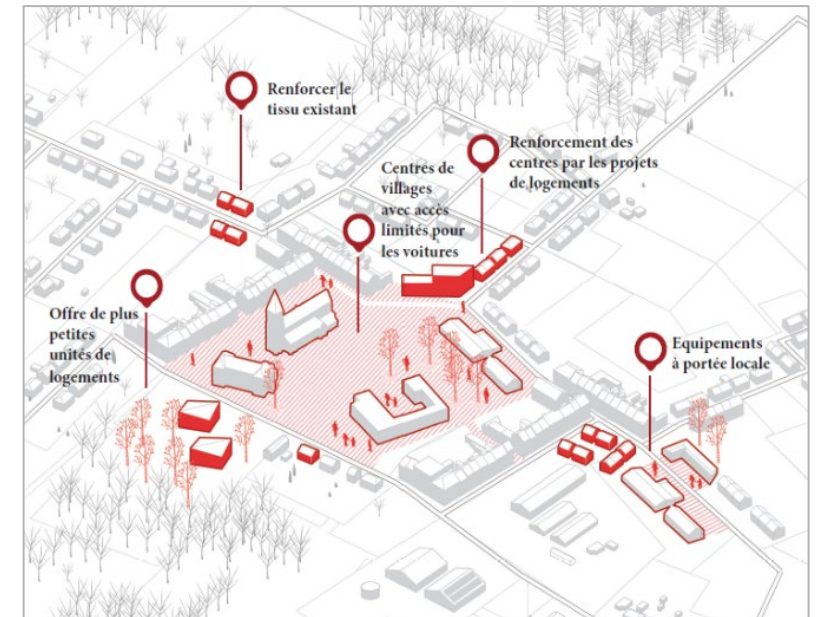 Renforcer le
tissu existant
Renforcement des
centres par les projets
de logements
Centres de
villages
avec accès
limités pour
les voitures
Offre de plus
petites
unités de
logements
Equipements
à portée locale